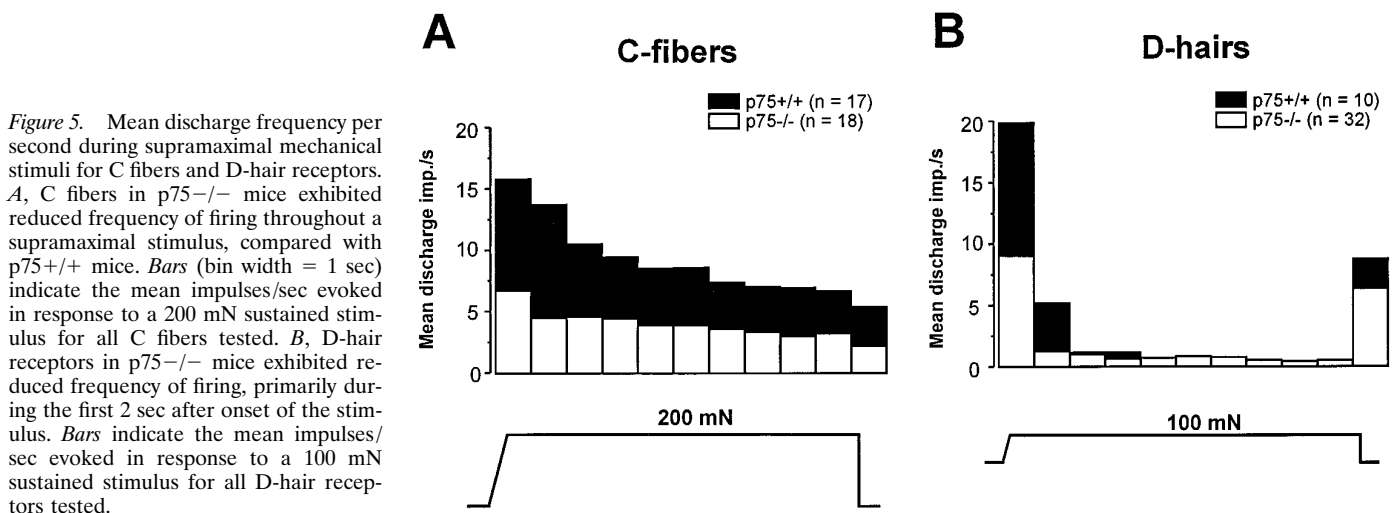 Figure 5. Mean discharge frequency per
second during supramaximal mechanical
stimuli for C fibers and D-hair receptors.
A, C fibers in p75−/− mice exhibited
reduced frequency of firing throughout a
supramaximal stimulus, compared with
p75+/+ mice. Bars (bin width = 1 sec)
indicate the mean impulses/sec evoked
in response to a 200 mN sustained stim-
ulus for all C fibers tested. B, D-hair
receptors in p75−/− mice exhibited re-
duced frequency of firing, primarily dur-
ing the first 2 sec after onset of the stim-
ulus. Bars indicate the mean impulses/
sec evoked in response to a 100 mN
sustained stimulus for all D-hair recep-
tors tested.
A
C-fibers
p75+/+ (n = 17)
p75-/- (n = 18)
Mean discharge imp./s
20
15
10
5
0
200 mN
B
D-hairs
p75+/+ (n = 10)
p75-/- (n = 32)
Mean discharge imp./s
20
15
10
5
0
100 mN